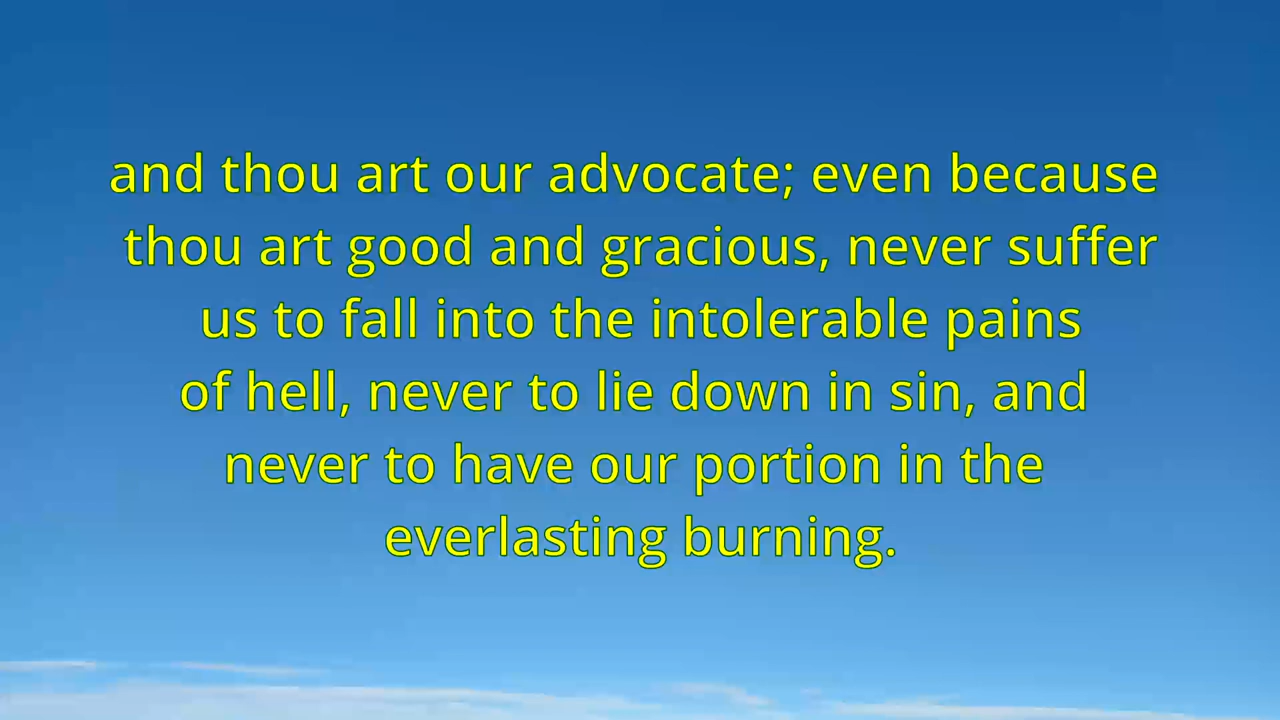 and thou art our advocate; even because
thou art good and gracious, never suffer
us to fall into the intolerable pains
of hell, never to lie down in sin, and
never to have our portion in the
everlasting burning.